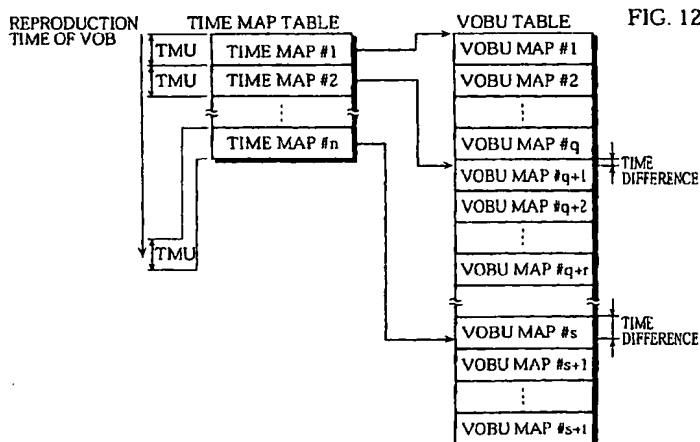 FIG. 12
REPRODUCTION
TIME OF VOB
TIME MAP TABLE
TMU
TIME MAP #1
TMU
TIME MAP #2
⋮
TIME MAP #n
TMU
VOBU TABLE
VOBU MAP #1
VOBU MAP #2
⋮
VOBU MAP #q
TIME
DIFFERENCE
VOBU MAP #q+1
VOBU MAP #q+2
⋮
VOBU MAP #q+r
VOBU MAP #s
TIME
DIFFERENCE
VOBU MAP #s+1
⋮
VOBU MAP #s+1